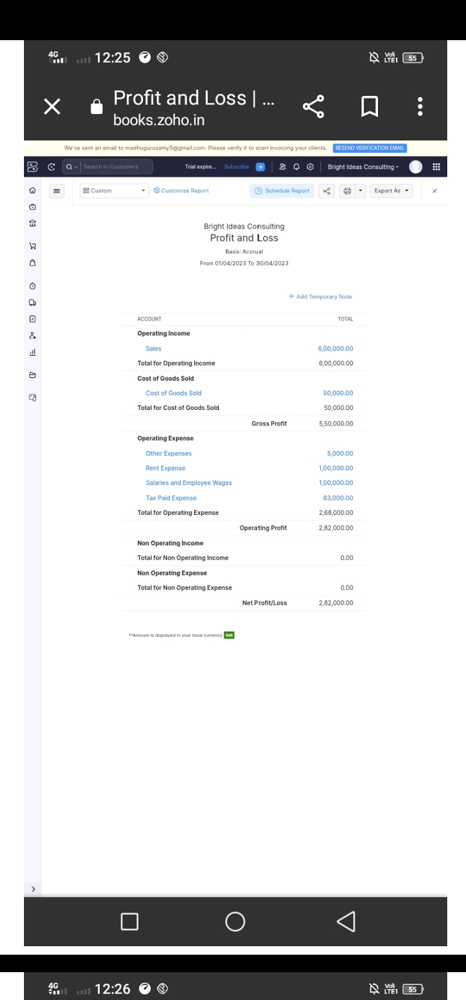 4G 12:25 Vo) LTE1 55
Profit and Loss | ...
books.zoho.in
We've sent an email to madhugurusamy5@gmail.com. Please verify it to start invoicing your clients. RESEND VERIFICATION EMAIL
Search in Customers Trial expire... Subscribe Bright Ideas Consulting
Custom Customize Report Schedule Report Export As
Bright Ideas Consulting
Profit and Loss
Basis: Accrual
From 01/04/2023 To 30/04/2023
+ Add Temporary Note
ACCOUNT TOTAL
Operating Income
Sales 6,00,000.00
Total for Operating Income 6,00,000.00
Cost of Goods Sold
Cost of Goods Sold 50,000.00
Total for Cost of Goods Sold 50,000.00
Gross Profit 5,50,000.00
Operating Expense
Other Expenses 5,000.00
Rent Expense 1,00,000.00
Salaries and Employee Wages 1,00,000.00
Tax Paid Expense 63,000.00
Total for Operating Expense 2,68,000.00
Operating Profit 2,82,000.00
Non Operating Income
Total for Non Operating Income 0.00
Non Operating Expense
Total for Non Operating Expense 0.00
Net Profit/Loss 2,82,000.00
**Amount is displayed in your base currency INR
4G 12:26 Vo) LTE1 55